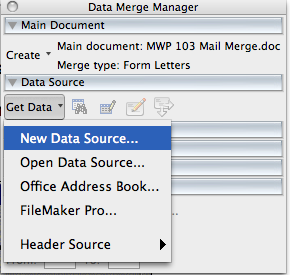 Data Merge Manager
Main Document
Create
Main document: MWP 103 Mail Merge.doc
Merge type: Form Letters
Data Source
Get Data
New Data Source...
Open Data Source...
Office Address Book...
FileMaker Pro...
Header Source